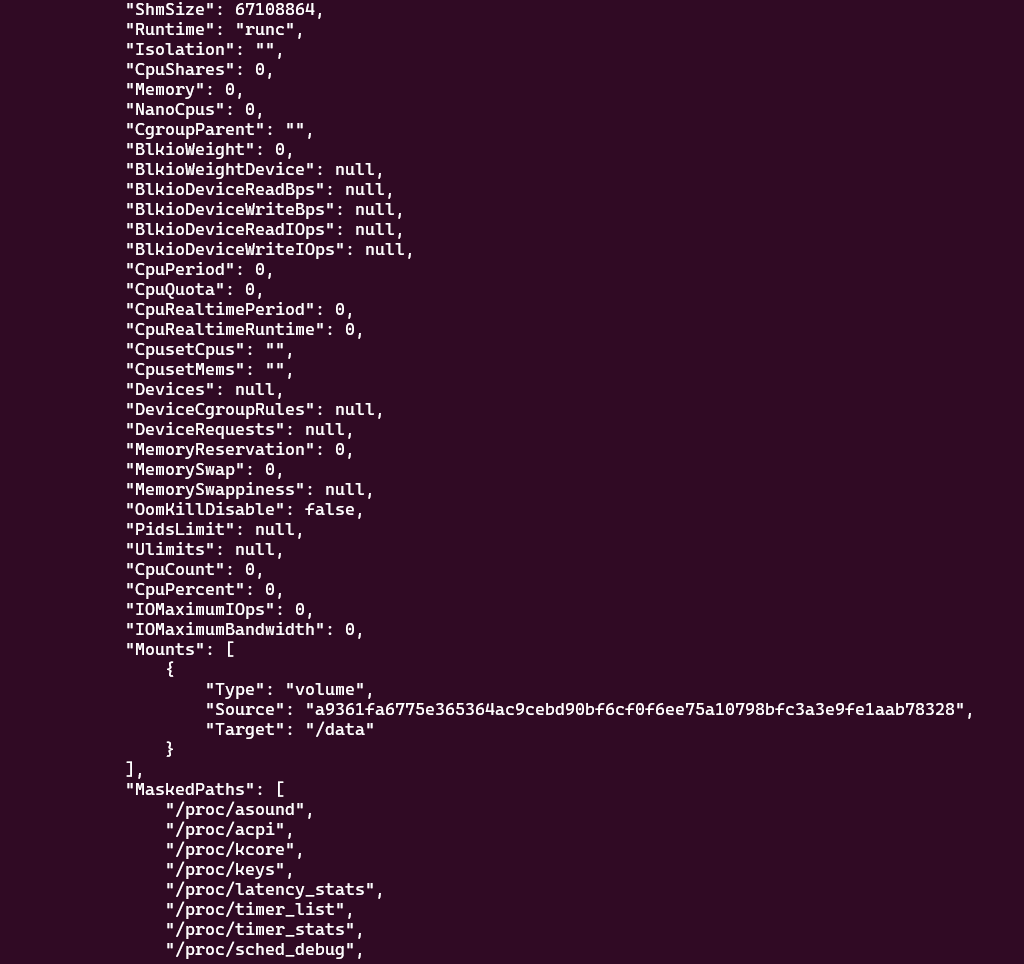 "ShmSize": 67108864,
"Runtime": "runc",
"Isolation": "",
"CpuShares": 0,
"Memory": 0,
"NanoCpus": 0,
"CgroupParent": "",
"BlkioWeight": 0,
"BlkioWeightDevice": null,
"BlkioDeviceReadBps": null,
"BlkioDeviceWriteBps": null,
"BlkioDeviceReadIOps": null,
"BlkioDeviceWriteIOps": null,
"CpuPeriod": 0,
"CpuQuota": 0,
"CpuRealtimePeriod": 0,
"CpuRealtimeRuntime": 0,
"CpusetCpus": "",
"CpusetMems": "",
"Devices": null,
"DeviceCgroupRules": null,
"DeviceRequests": null,
"MemoryReservation": 0,
"MemorySwap": 0,
"MemorySwappiness": null,
"OomKillDisable": false,
"PidsLimit": null,
"Ulimits": null,
"CpuCount": 0,
"CpuPercent": 0,
"IOMaximumIOps": 0,
"IOMaximumBandwidth": 0,
"Mounts": [
{
"Type": "volume",
"Source": "a9361fa6775e365364ac9cebd90bf6cf0f6ee75a10798bfc3a3e9fe1aab78328",
"Target": "/data"
}
],
"MaskedPaths": [
"/proc/asound",
"/proc/acpi",
"/proc/kcore",
"/proc/keys",
"/proc/latency_stats",
"/proc/timer_list",
"/proc/timer_stats",
"/proc/sched_debug",